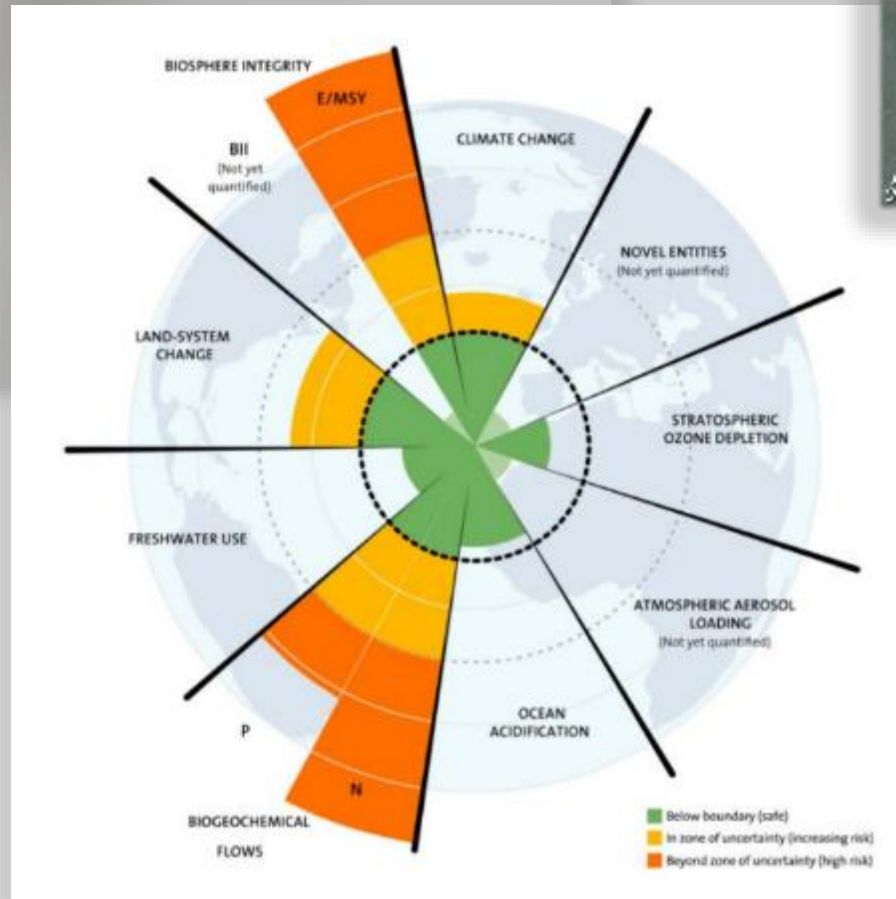 BIOSPHERE INTEGRITY
E/MSY
BII
(Not yet
quantified)
CLIMATE CHANGE
NOVEL ENTITIES
(Not yet quantified)
LAND-SYSTEM
CHANGE
STRATOSPHERIC
OZONE DEPLETION
FRESHWATER USE
ATMOSPHERIC AEROSOL
LOADING
(Not yet quantified)
OCEAN
ACIDIFICATION
P
N
BIOGEOCHEMICAL
FLOWS
Below boundary (safe)
In zone of uncertainty (increasing risk)
Beyond zone of uncertainty (high risk)